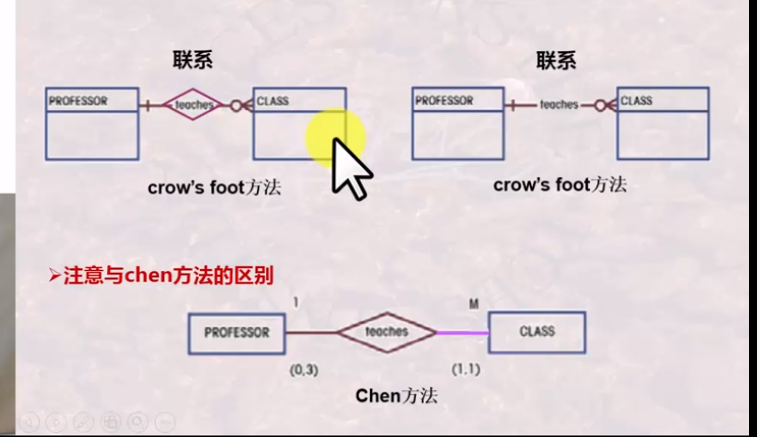 联系
联系
PROFESSOR
teaches
CLASS
PROFESSOR
teaches
CLASS
crow's foot方法
crow's foot方法
➢注意与chen方法的区别
1
M
PROFESSOR
teaches
CLASS
(0,3)
(1,1)
Chen方法